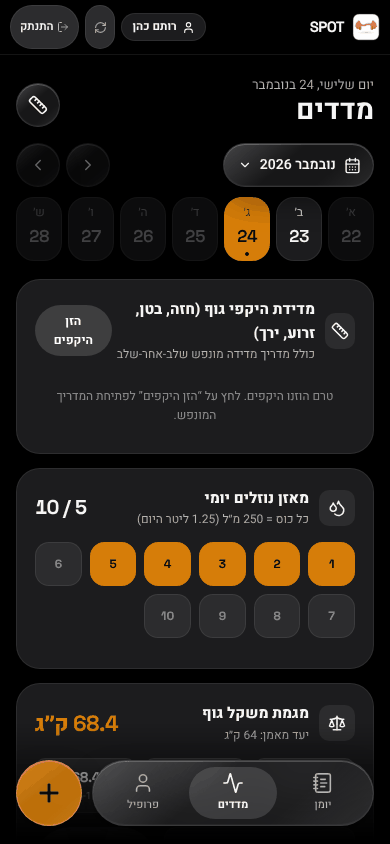 SPOT
רותם כהן
התנתק
יום שלישי, 24 בנובמבר
מדדים
נובמבר 2026
א' ב' ג' ד' ה' ו' ש'
22 23 24 25 26 27 28
מדידת היקפי גוף (חזה, בטן,
זרוע, ירך)
כולל מדריך מדידה מונפש שלב-אחר-שלב
הזן
היקפים
טרם הוזנו היקפים. לחץ על "הזן היקפים" לפתיחת המדריך
המונפש.
מאזן נוזלים יומי
כל כוס = 250 מ"ל (1.25 ליטר היום)
10 / 5
1 2 3 4 5 6
7 8 9 10
מגמת משקל גוף
יעד מאמן: 64 ק"ג
68.4 ק"ג
68.4
יומן
מדדים
פרופיל